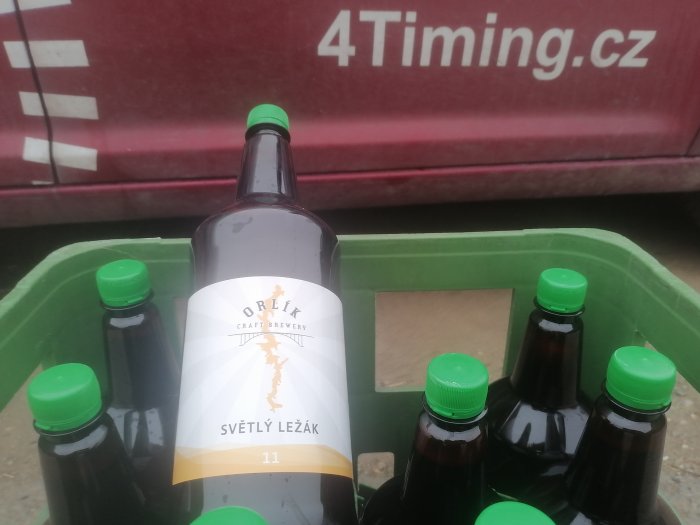 4Timing.cz
ORLÍK
CRAFT BREWERY
SVĚTLÝ LEŽÁK
11